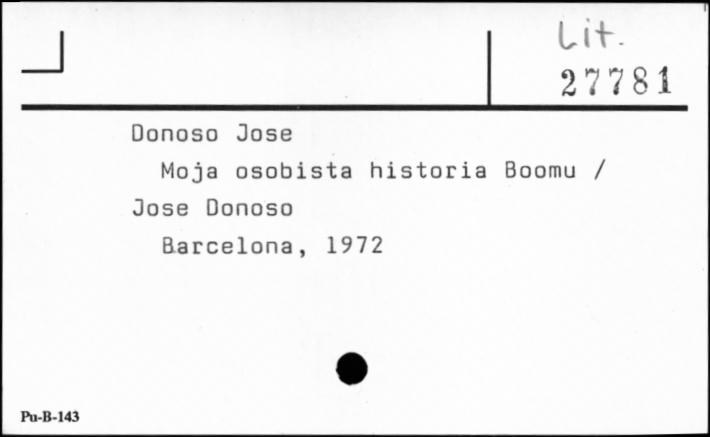 Lit.
27781
Donoso Jose
Moja osobista historia Boomu /
Jose Donoso
Barcelona, 1972
Pu-B-143